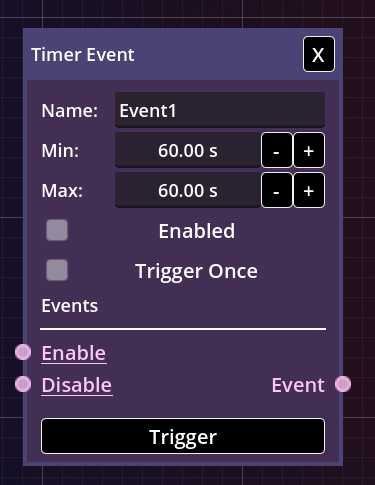 Timer Event X
Name: Event1
Min: 60.00 s - +
Max: 60.00 s - +
Enabled
Trigger Once
Events
Enable
Disable Event
Trigger